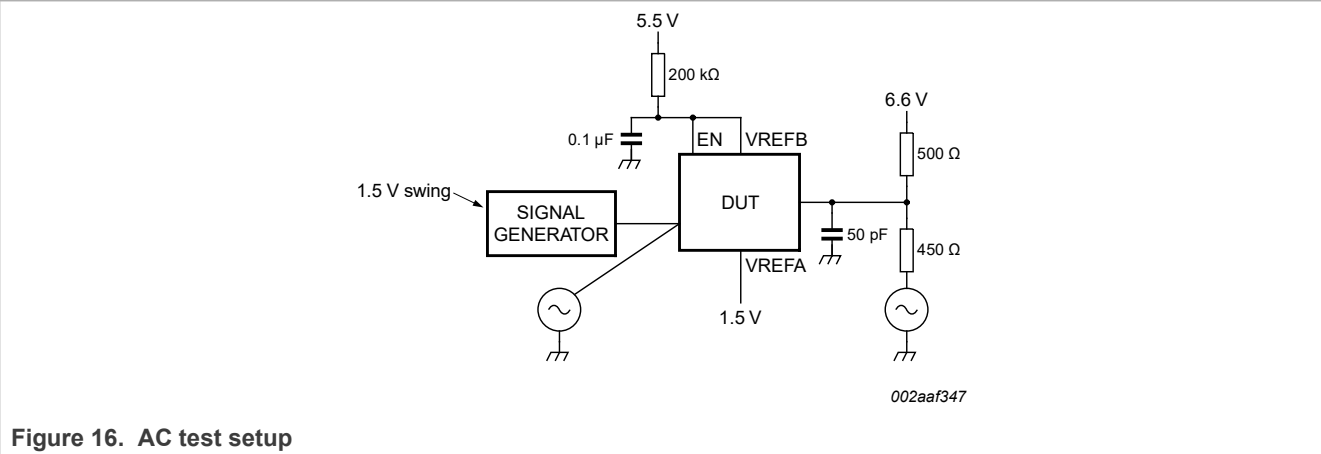 5.5 V
200 kΩ
6.6 V
0.1 µF
EN
VREFB
500 Ω
1.5 V swing
SIGNAL
GENERATOR
DUT
50 pF
450 Ω
VREFA
1.5 V
002aaf347
Figure 16. AC test setup